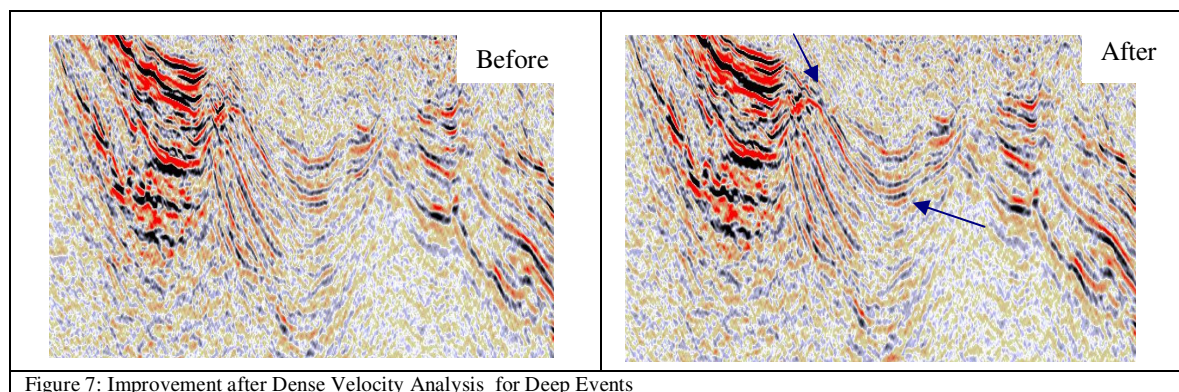 Before
After
Figure 7: Improvement after Dense Velocity Analysis for Deep Events